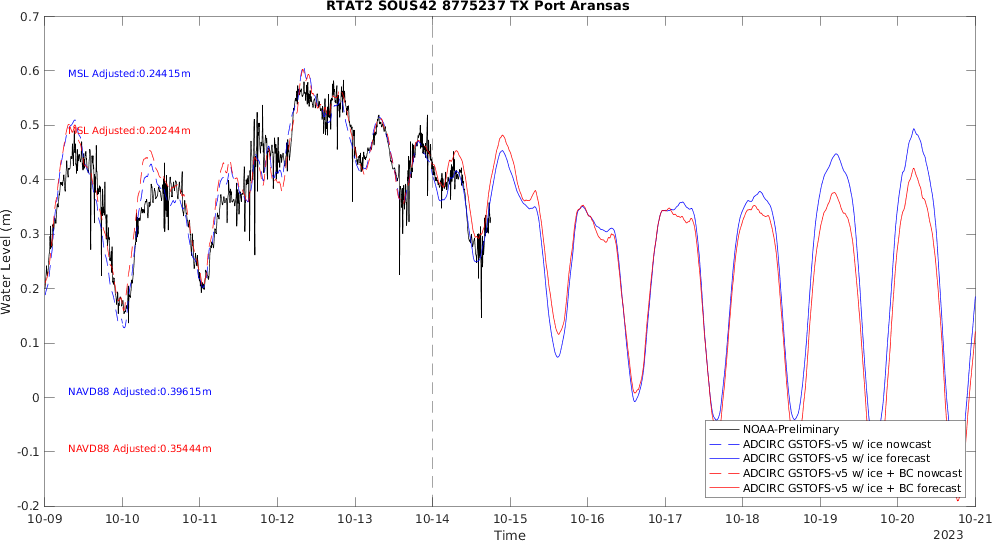 RTAT2 SOUS42 8775237 TX Port Aransas
0.7
0.6
0.5
0.4
0.3
0.2
0.1
0
-0.1
-0.2
Water Level (m)
MSL Adjusted:0.24415m
MSL Adjusted:0.20244m
NAVD88 Adjusted:0.39615m
NAVD88 Adjusted:0.35444m
NOAA-Preliminary
ADCIRC GSTOFS-v5 w/ ice nowcast
ADCIRC GSTOFS-v5 w/ ice forecast
ADCIRC GSTOFS-v5 w/ ice + BC nowcast
ADCIRC GSTOFS-v5 w/ ice + BC forecast
10-09 10-10 10-11 10-12 10-13 10-14 10-15 10-16 10-17 10-18 10-19 10-20 10-21
Time
2023